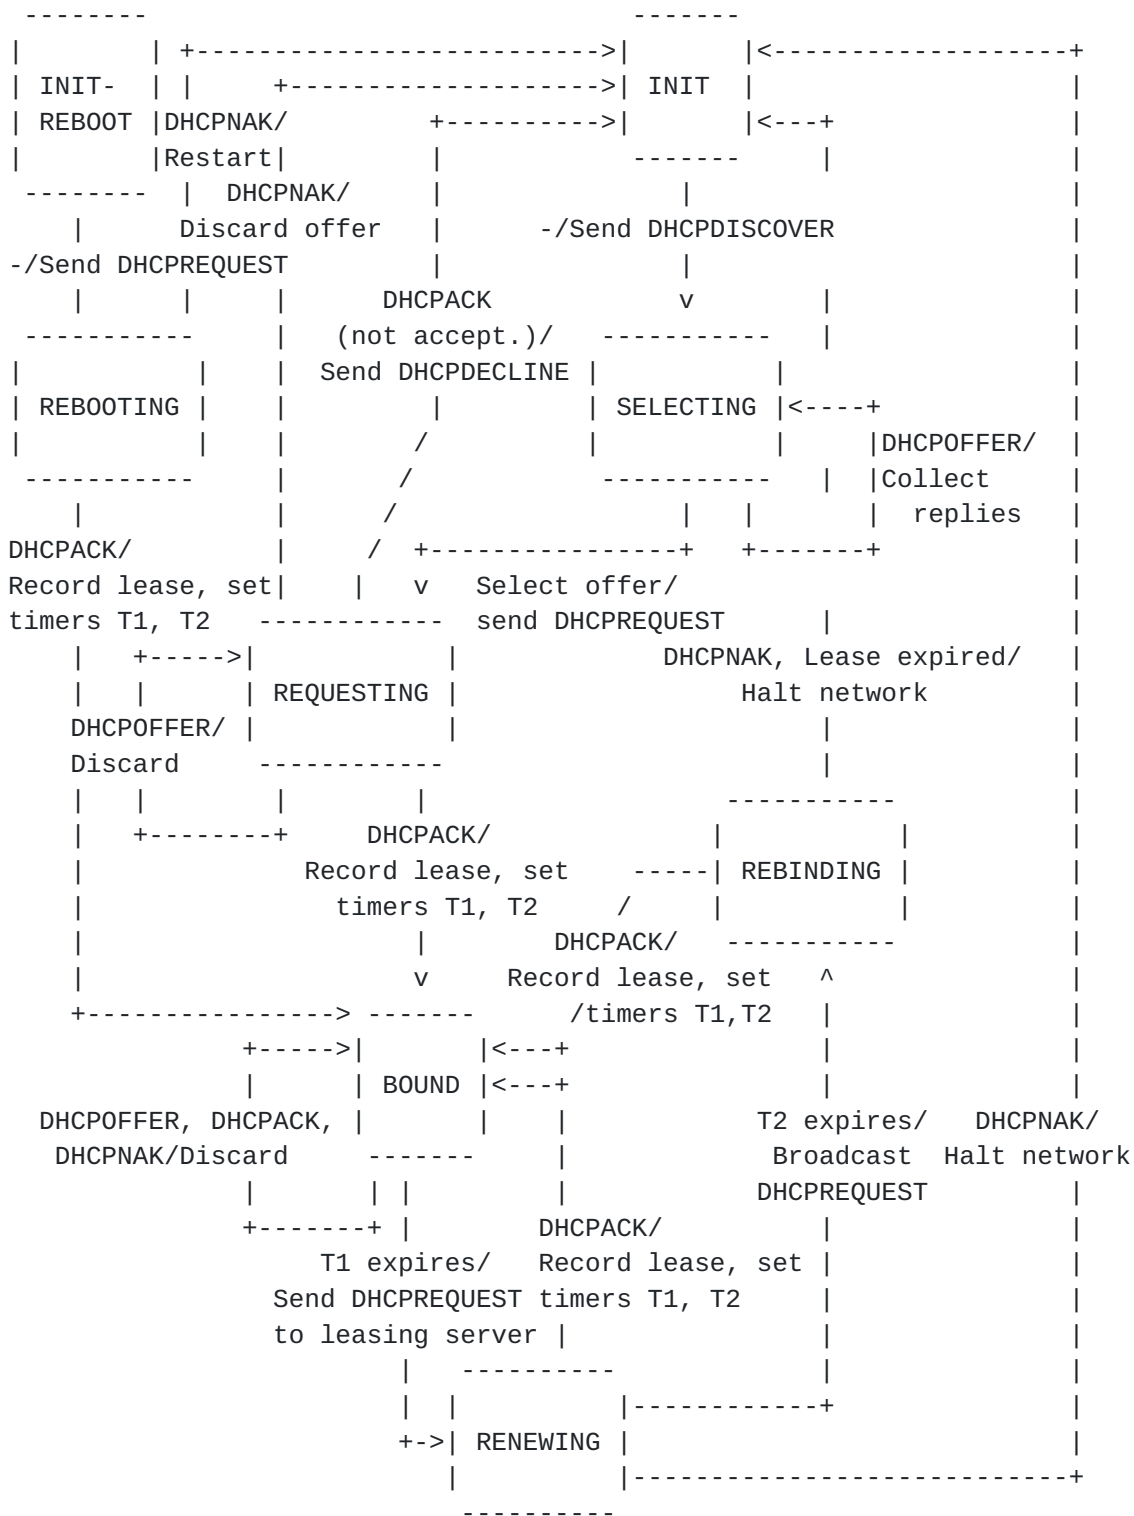 INIT- INIT
REBOOT DHCPNAK/
Restart
DHCPNAK/
Discard offer -/Send DHCPDISCOVER
-/Send DHCPREQUEST
DHCPACK
(not accept.)/
Send DHCPDECLINE
REBOOTING SELECTING
DHCPOFFER/
Collect
replies
DHCPACK/
Record lease, set Select offer/
timers T1, T2 send DHCPREQUEST
DHCPNAK, Lease expired/
REQUESTING Halt network
DHCPOFFER/
Discard
DHCPACK/
Record lease, set REBINDING
timers T1, T2
DHCPACK/
Record lease, set
/timers T1,T2
BOUND
DHCPOFFER, DHCPACK, T2 expires/ DHCPNAK/
DHCPNAK/Discard Broadcast Halt network
DHCPREQUEST
DHCPACK/
T1 expires/ Record lease, set
Send DHCPREQUEST timers T1, T2
to leasing server
RENEWING